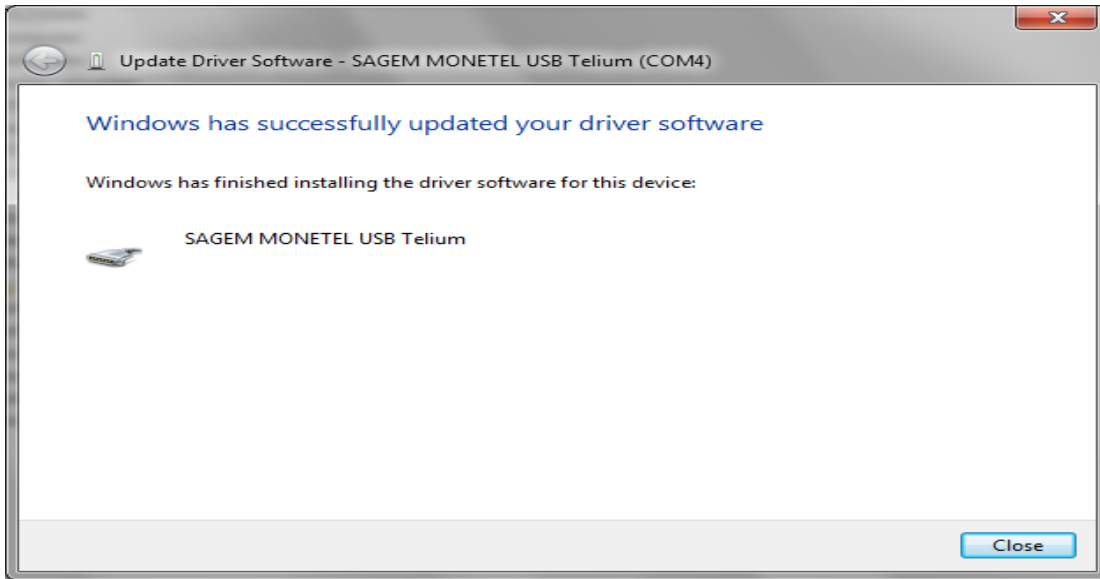 Update Driver Software - SAGEM MONETEL USB Telium (COM4)
Windows has successfully updated your driver software
Windows has finished installing the driver software for this device:
SAGEM MONETEL USB Telium
Close